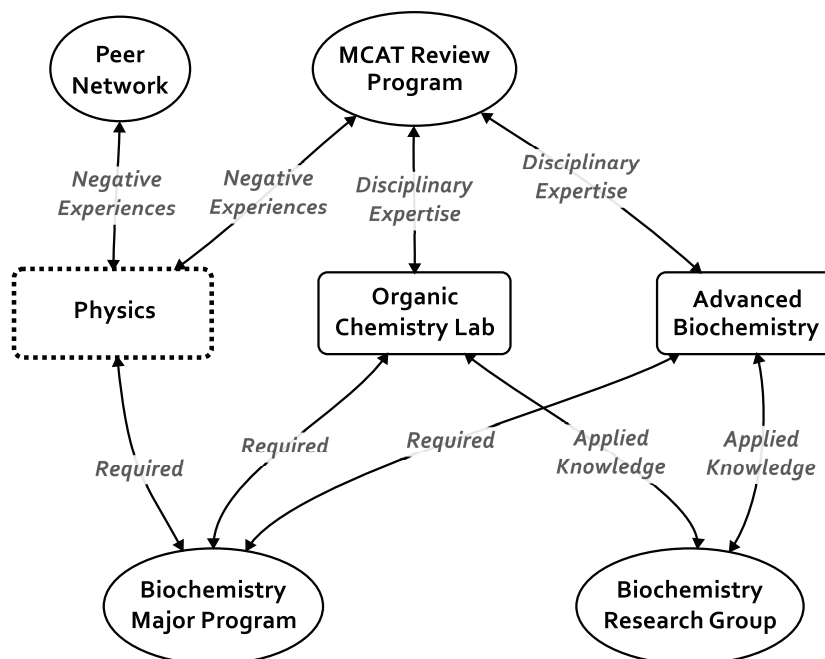 Peer
Network
MCAT Review
Program
Negative
Experiences
Negative
Experiences
Disciplinary
Expertise
Disciplinary
Expertise
Physics
Organic
Chemistry Lab
Advanced
Biochemistry
Required
Required
Required
Applied
Knowledge
Applied
Knowledge
Biochemistry
Major Program
Biochemistry
Research Group